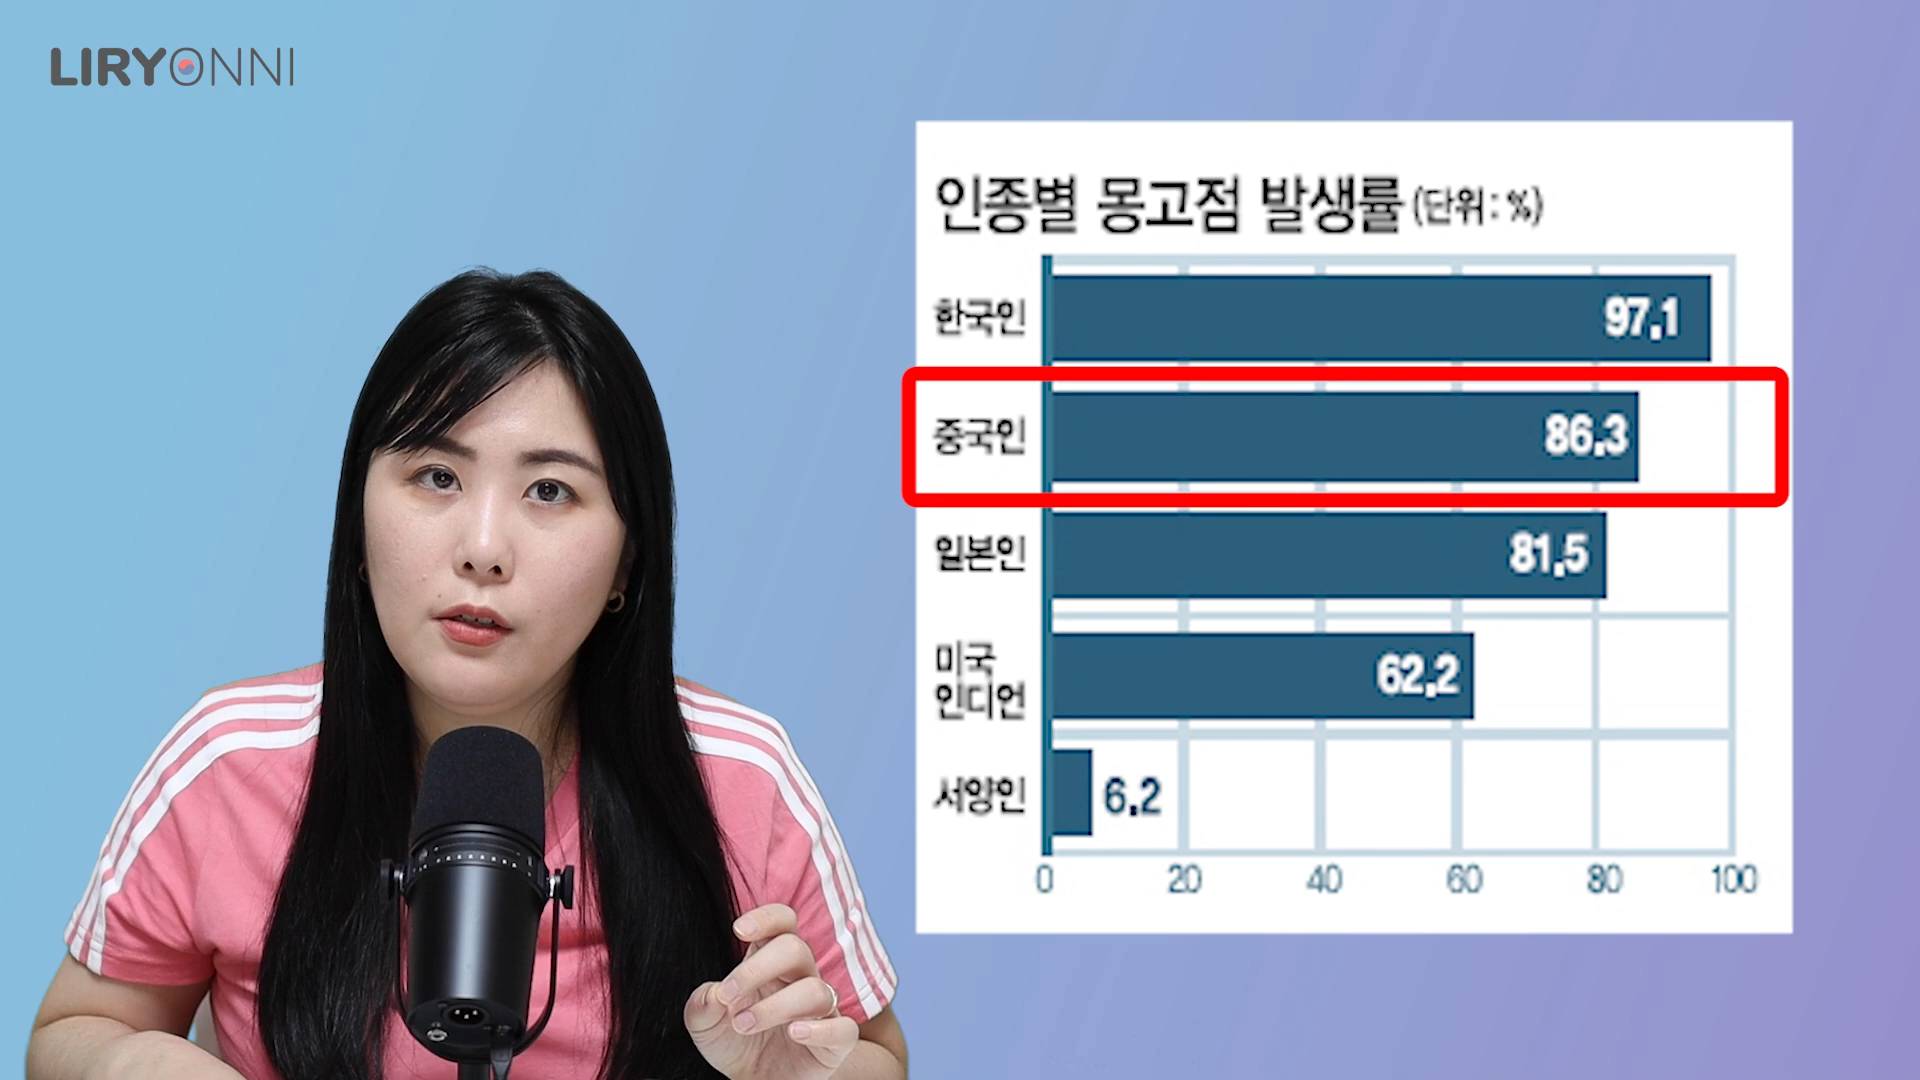 LIRYONNI
인종별 몽고점 발생률 (단위 : %)
한국인 97.1
중국인 86.3
일본인 81.5
미국
인디언 62.2
서양인 6.2
0 20 40 60 80 100